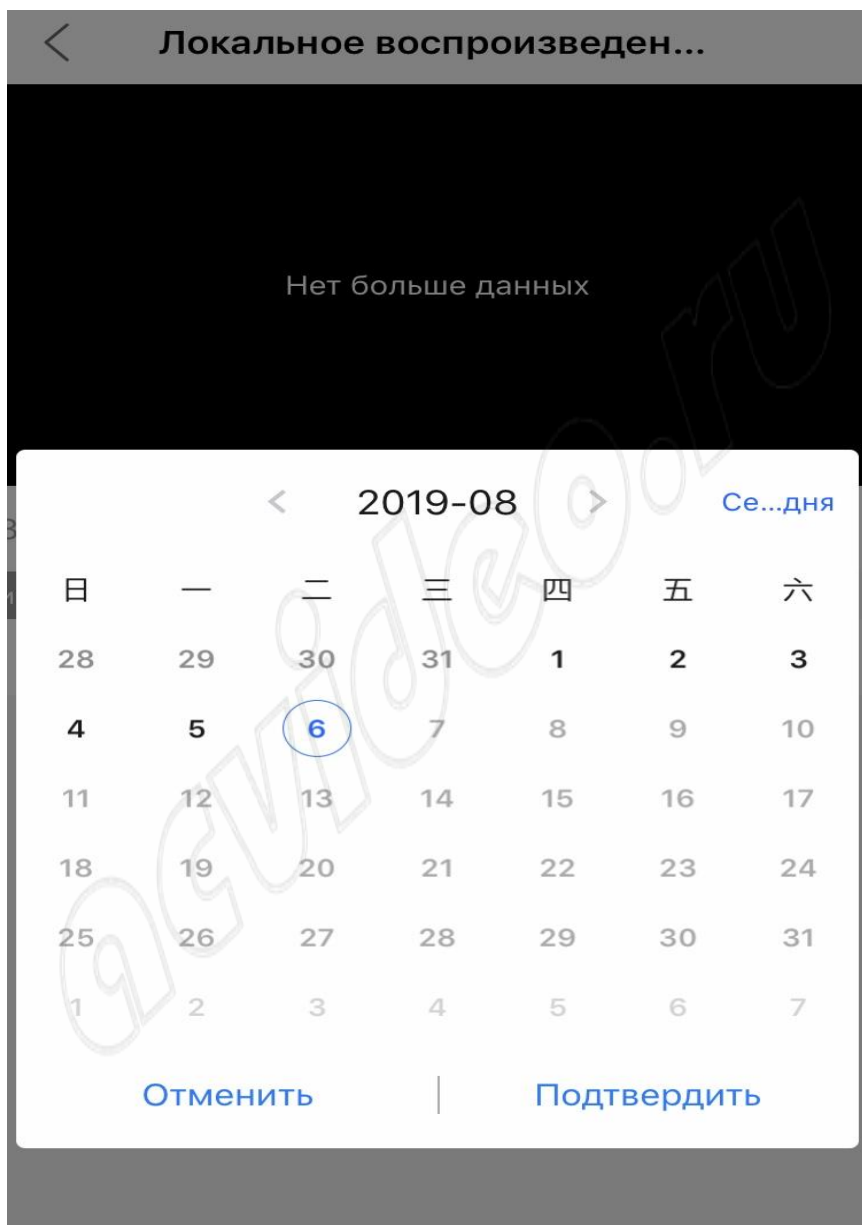 Локальное воспроизведен...
Нет больше данных
2019-08 Се...дня
日 一 二 三 四 五 六
28 29 30 31 1 2 3
4 5 6 7 8 9 10
11 12 13 14 15 16 17
18 19 20 21 22 23 24
25 26 27 28 29 30 31
1 2 3 4 5 6 7
Отменить Подтвердить
acvideo.ru